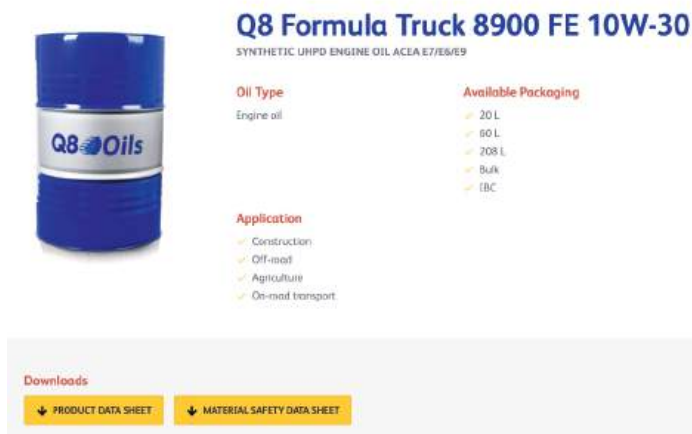 Q8 Formula Truck 8900 FE 10W-30
SYNTHETIC UHPD ENGINE OIL ACEA E7/E6/E9
Oil Type
Engine oil
Available Packaging
20 L
60 L
208 L
Bulk
IBC
Q8 Oils
Application
Construction
Off-road
Agriculture
On-road transport
Downloads
PRODUCT DATA SHEET
MATERIAL SAFETY DATA SHEET